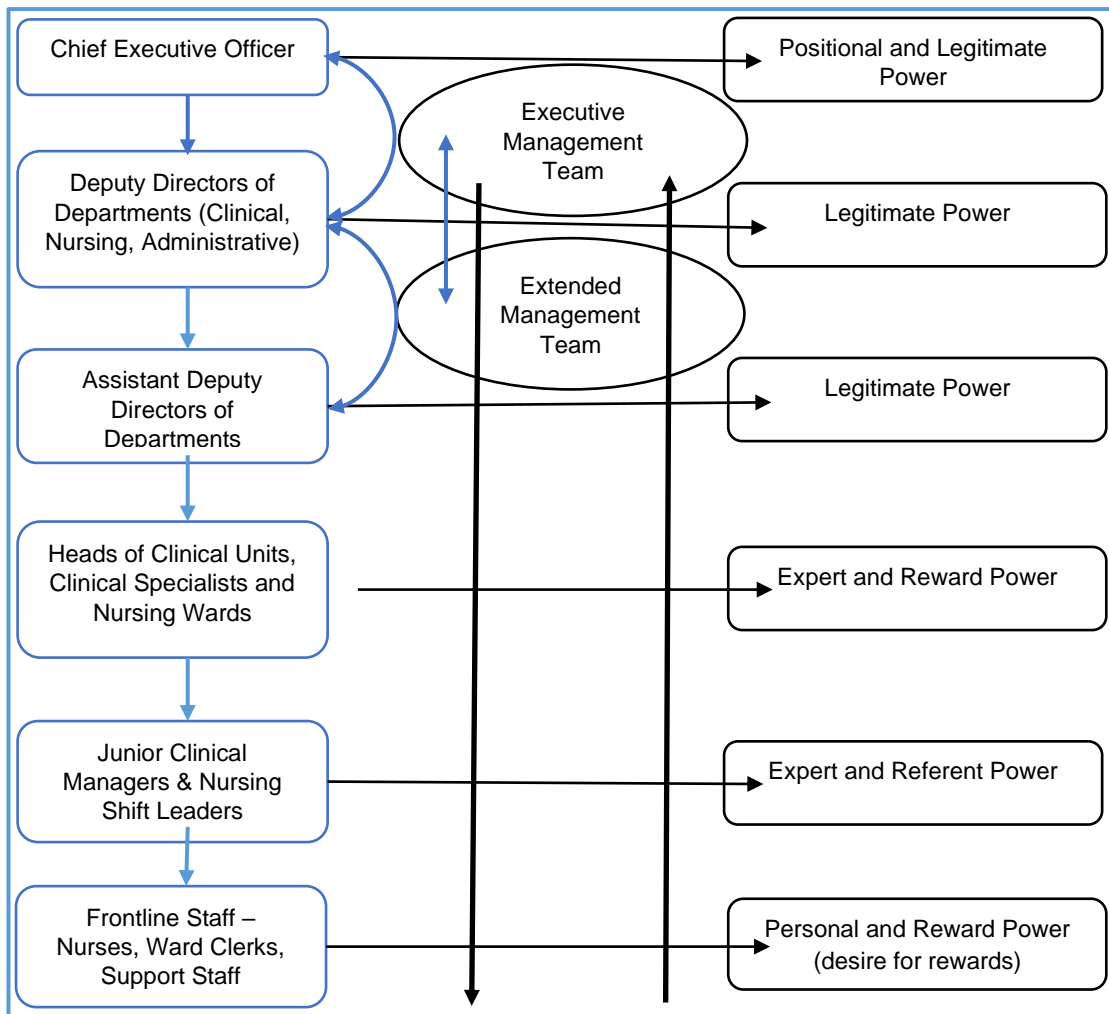 Chief Executive Officer
Positional and Legitimate
Power
Executive
Management
Team
Deputy Directors of
Departments (Clinical,
Nursing, Administrative)
Legitimate Power
Extended
Management
Team
Assistant Deputy
Directors of
Departments
Legitimate Power
Heads of Clinical Units,
Clinical Specialists and
Nursing Wards
Expert and Reward Power
Junior Clinical
Managers & Nursing
Shift Leaders
Expert and Referent Power
Frontline Staff –
Nurses, Ward Clerks,
Support Staff
Personal and Reward Power
(desire for rewards)